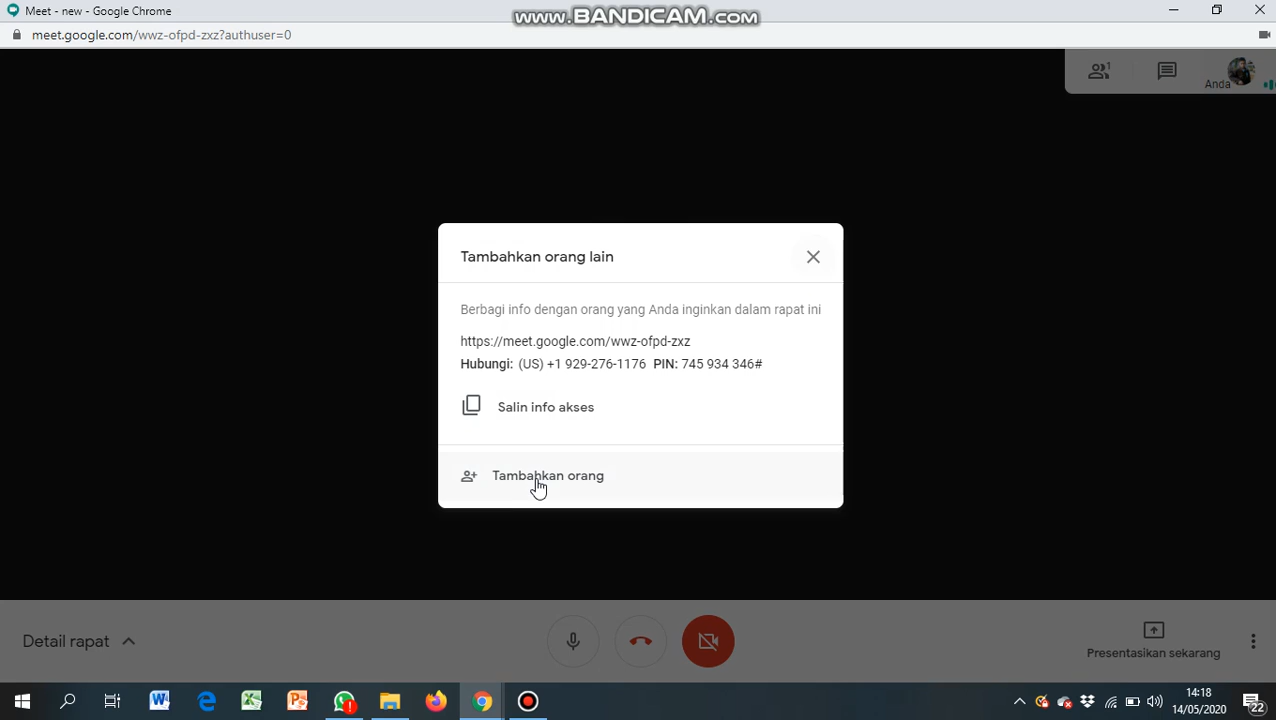 Meet - new - Google Chrome
WWW.BANDICAM.COM
meet.google.com/wwz-ofpd-zxz?authuser=0
1
Anda
Tambahkan orang lain
Berbagi info dengan orang yang Anda inginkan dalam rapat ini
https://meet.google.com/wwz-ofpd-zxz
Hubungi: (US) +1 929-276-1176 PIN: 745 934 346#
Salin info akses
Tambahkan orang
Detail rapat
Presentasikan sekarang
14:18
14/05/2020
22